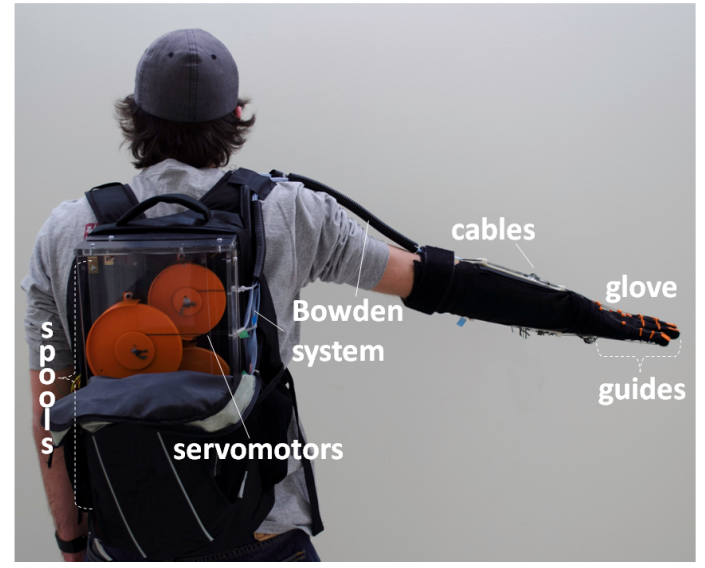 cables
glove
Bowden
system
spools
guides
servomotors